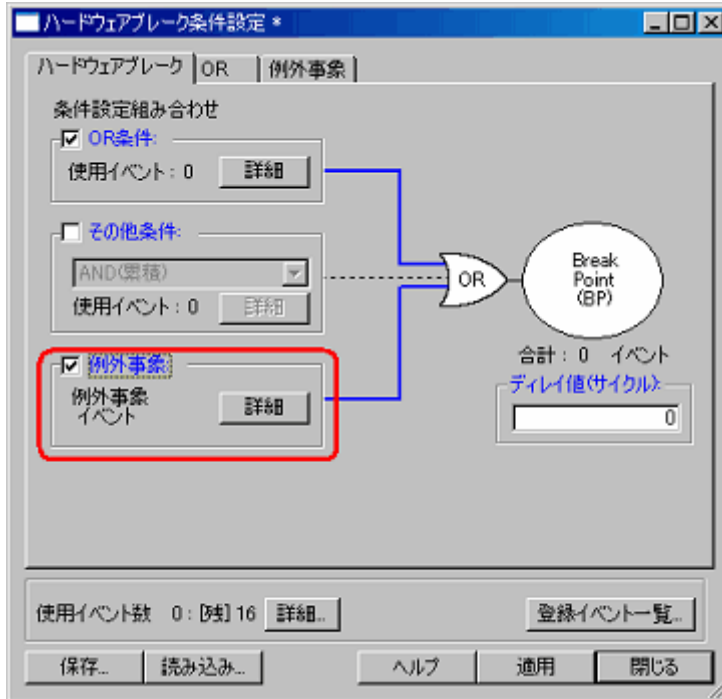 ハードウェアブレーク条件設定 *
ハードウェアブレーク OR 例外事象
条件設定組み合わせ
OR条件:
使用イベント : 0 詳細
その他条件:
AND(累積)
使用イベント : 0 詳細
例外事象:
例外事象
イベント 詳細
OR
Break
Point
(BP)
合計 : 0 イベント
ディレイ値(サイクル):
0
使用イベント数 0 : [残] 16 詳細... 登録イベント一覧...
保存... 読み込み... ヘルプ 適用 閉じる